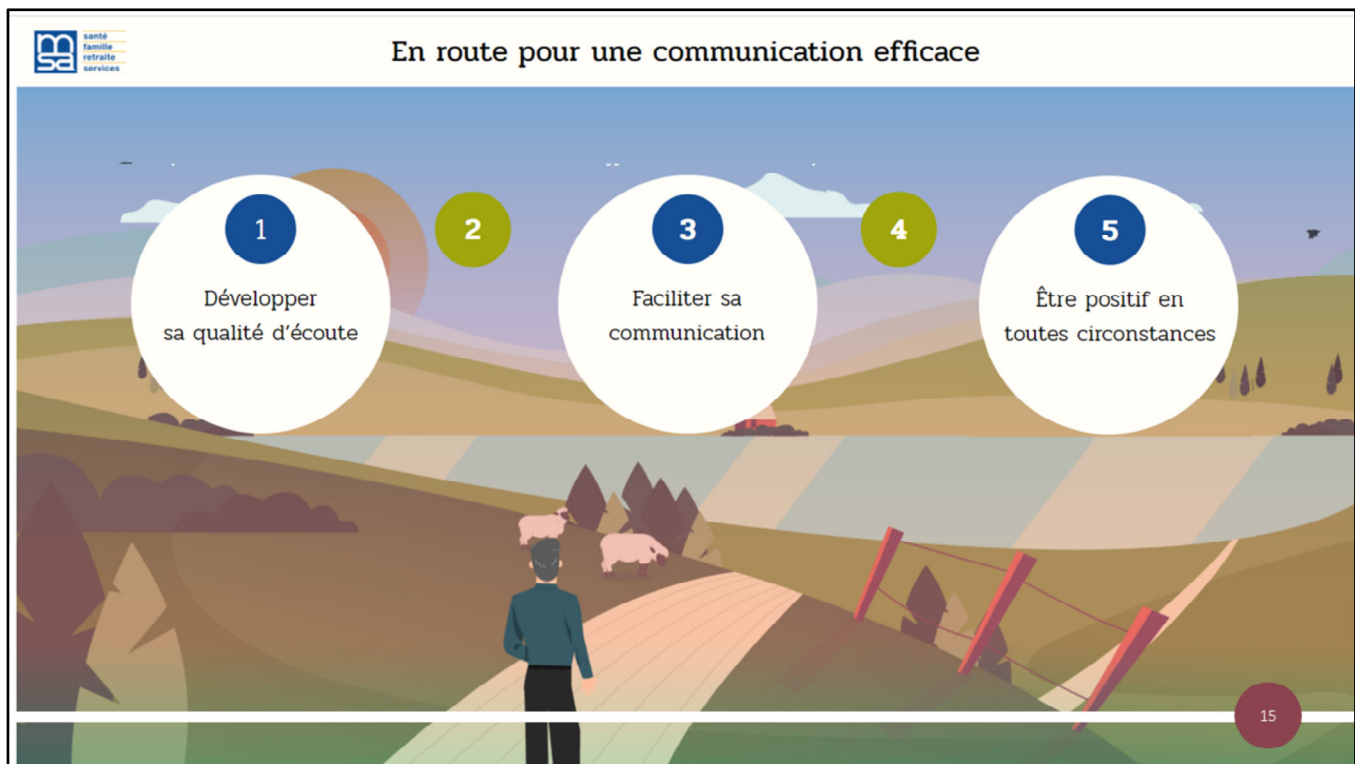 msa
santé
famille
retraite
services
En route pour une communication efficace
1
Développer
sa qualité d'écoute
2
3
Faciliter sa
communication
4
5
Être positif en
toutes circonstances
15